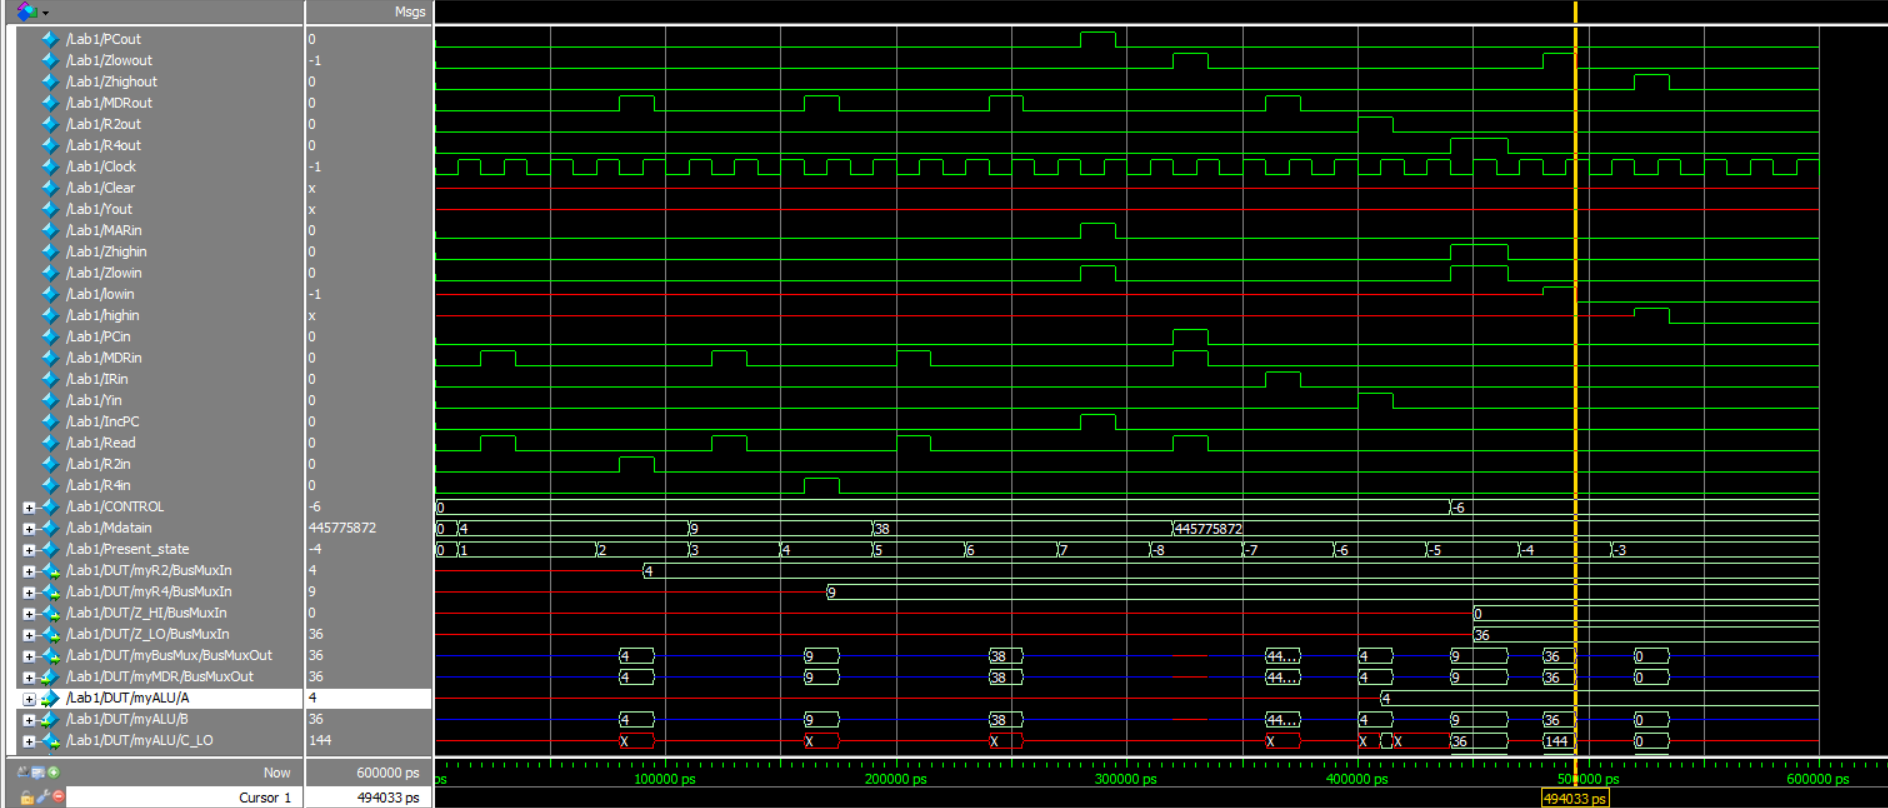 Msgs
/Lab1/PCout 0
/Lab1/Zlowout -1
/Lab1/Zhighout 0
/Lab1/MDRout 0
/Lab1/R2out 0
/Lab1/R4out 0
/Lab1/Clock -1
/Lab1/Clear x
/Lab1/Yout x
/Lab1/MARin 0
/Lab1/Zhighin 0
/Lab1/Zlowin 0
/Lab1/lowin -1
/Lab1/highin x
/Lab1/PCin 0
/Lab1/MDRin 0
/Lab1/IRin 0
/Lab1/Yin 0
/Lab1/IncPC 0
/Lab1/Read 0
/Lab1/R2in 0
/Lab1/R4in 0
/Lab1/CONTROL -6 0 -6
/Lab1/Mdatain 445775872 0 4 9 38 445775872
/Lab1/Present_state -4 0 1 2 3 4 5 6 7 -8 -7 -6 -5 -4 -3
/Lab1/DUT/myR2/BusMuxIn 4 4
/Lab1/DUT/myR4/BusMuxIn 9 9
/Lab1/DUT/Z_HI/BusMuxIn 0 0
/Lab1/DUT/Z_LO/BusMuxIn 36 36
/Lab1/DUT/myBusMux/BusMuxOut 36 4 9 38 44... 4 9 36 0
/Lab1/DUT/myMDR/BusMuxOut 36 4 9 38 44... 4 9 36 0
/Lab1/DUT/myALU/A 4 4
/Lab1/DUT/myALU/B 36 4 9 38 44... 4 9 36 0
/Lab1/DUT/myALU/C_LO 144 X X X X X X 36 144 0
Now 600000 ps ps 100000 ps 200000 ps 300000 ps 400000 ps 500000 ps 600000 ps
Cursor 1 494033 ps 494033 ps